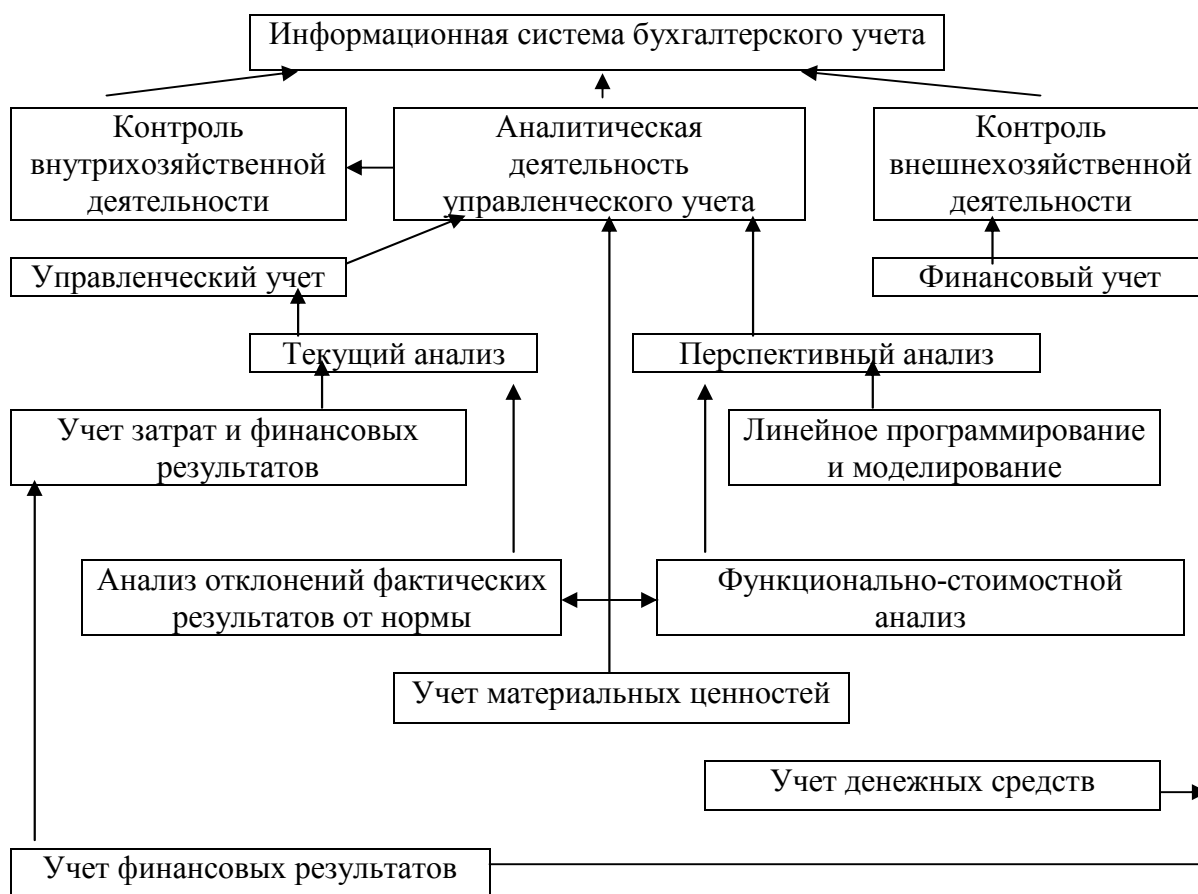 Информационная система бухгалтерского учета
Контроль
внутрихозяйственной
деятельности
Аналитическая
деятельность
управленческого учета
Контроль
внешнехозяйственной
деятельности
Управленческий учет
Финансовый учет
Текущий анализ
Перспективный анализ
Учет затрат и финансовых
результатов
Линейное программирование
и моделирование
Анализ отклонений фактических
результатов от нормы
Функционально-стоимостной
анализ
Учет материальных ценностей
Учет денежных средств
Учет финансовых результатов